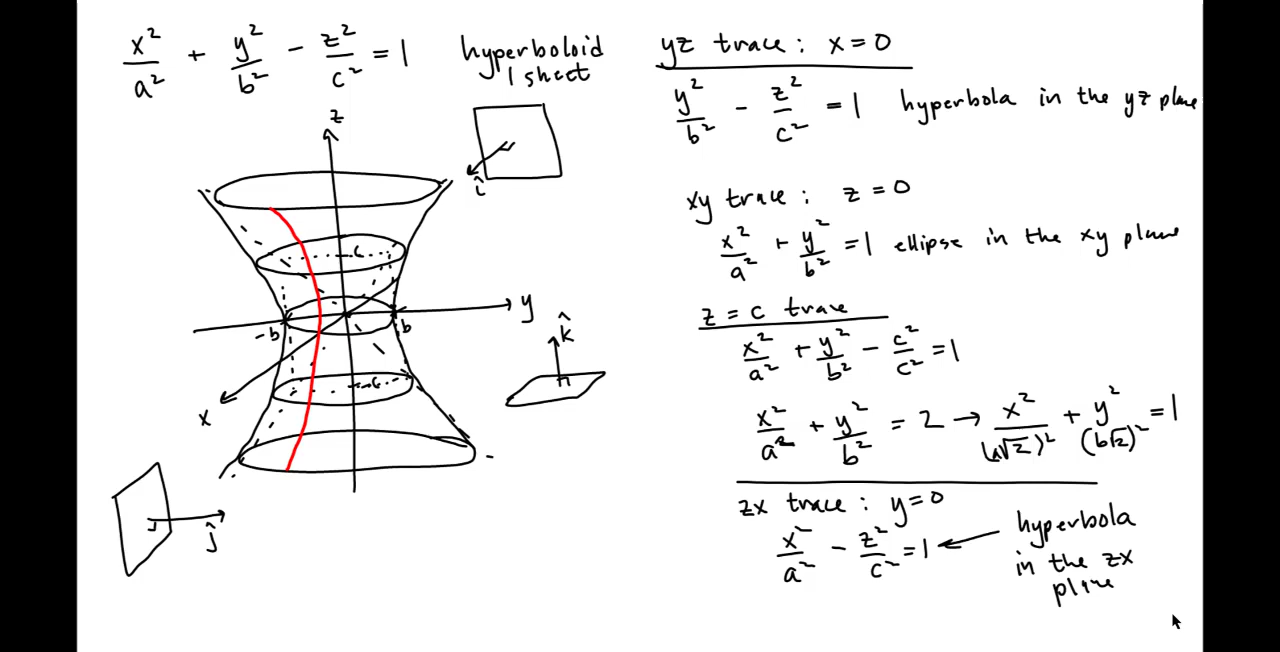 x²/a² + y²/b² − z²/c² = 1
hyperboloid
1 sheet
z
î
y
k̂
-b
b
c
-c
x
ĵ
yz trace: x = 0
y²/b² − z²/c² = 1 hyperbola in the yz plane
xy trace: z = 0
x²/a² + y²/b² = 1 ellipse in the xy plane
z = c trace
x²/a² + y²/b² − c²/c² = 1
x²/a² + y²/b² = 2 → x²/(a√2)² + y²/(b√2)² = 1
zx trace: y = 0
x²/a² − z²/c² = 1 ← hyperbola
in the zx
plane